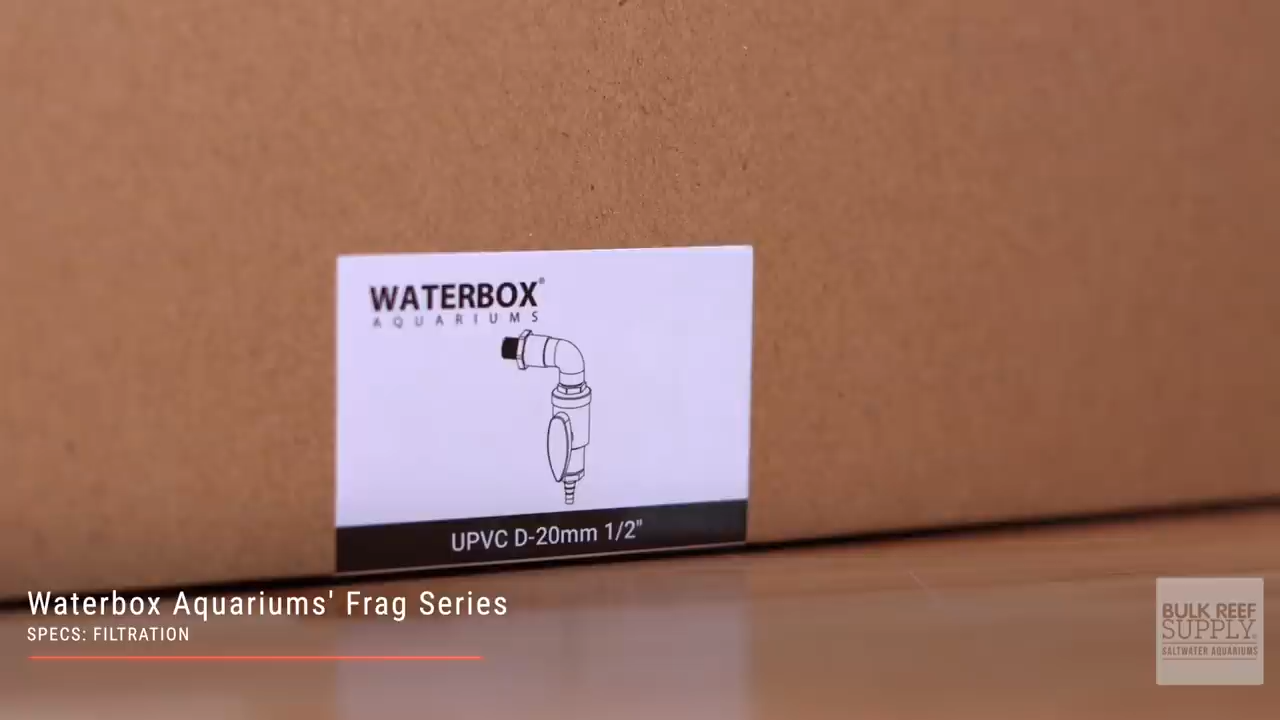 WATERBOX®
AQUARIUMS
UPVC D-20mm 1/2"
Waterbox Aquariums' Frag Series
SPECS: FILTRATION
BULK REEF
SUPPLY®
SALTWATER AQUARIUMS